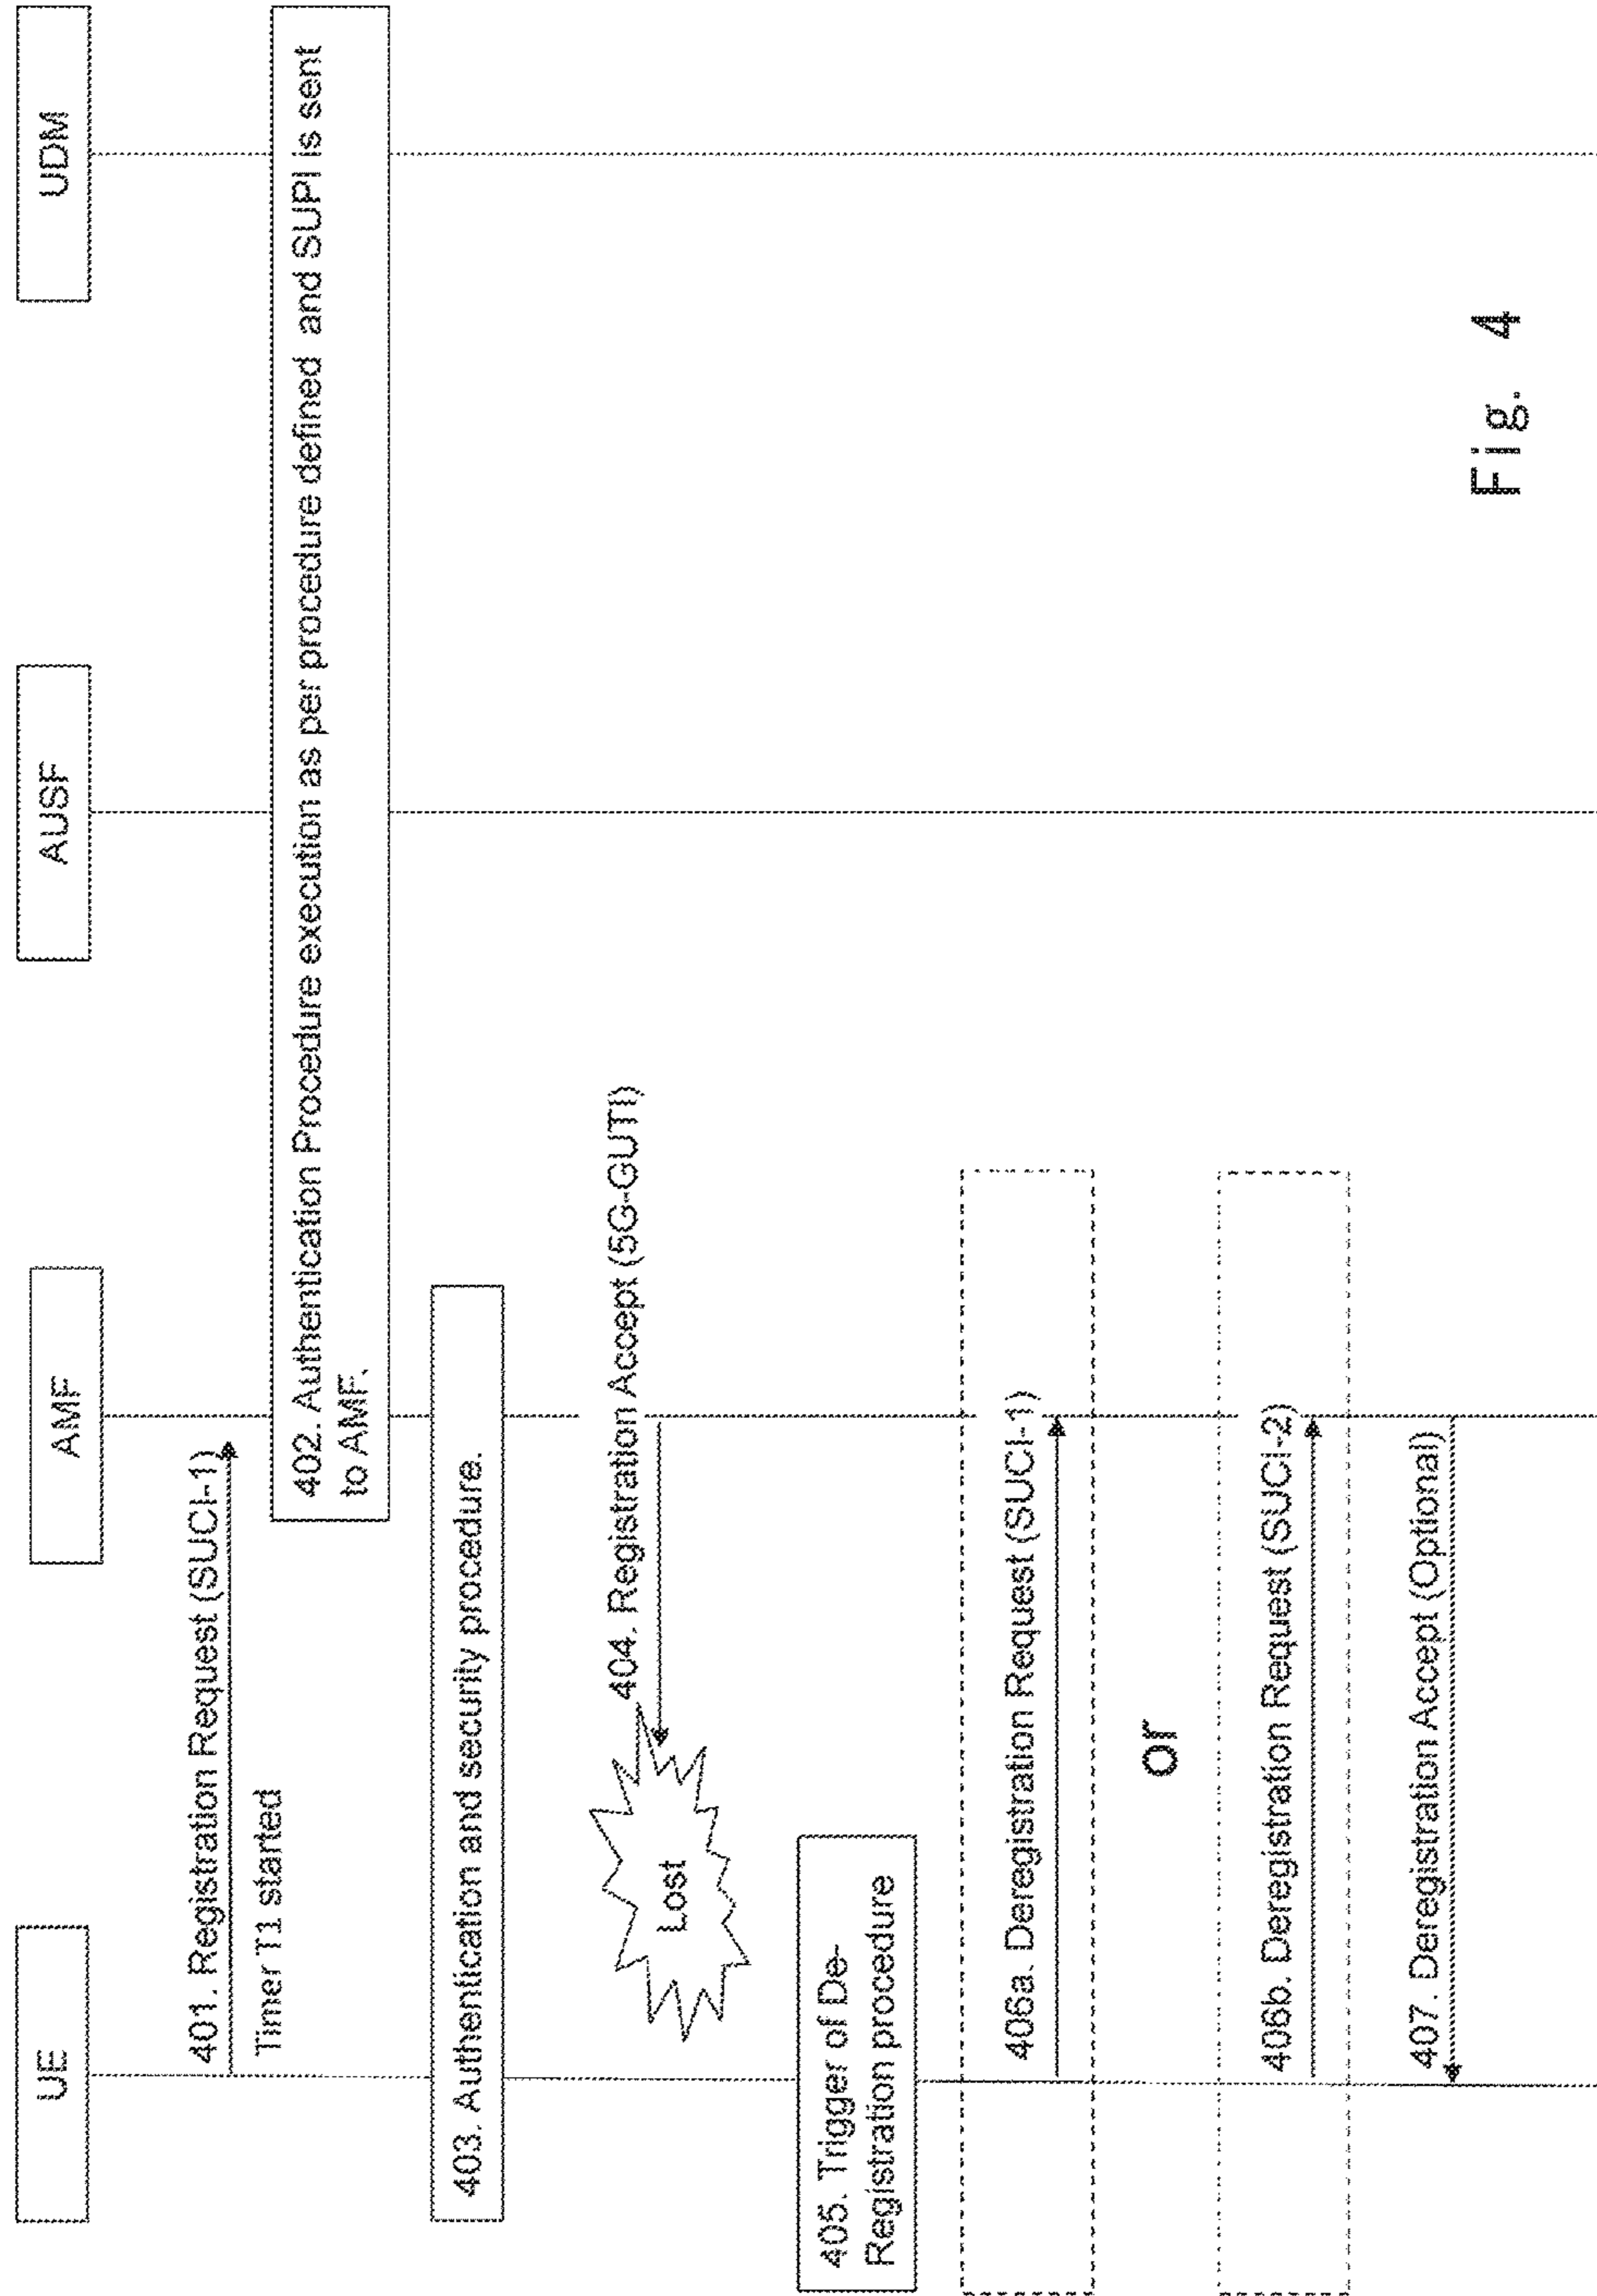 UE
AMF
AUSF
UDM
401. Registration Request (SUCI-1)
Timer T1 started
402. Authentication Procedure execution as per procedure defined and SUPI is sent
to AMF.
403. Authentication and security procedure.
404. Registration Accept (5G-GUTI)
Lost
405. Trigger of De-
Registration procedure
406a. Deregistration Request (SUCI-1)
or
406b. Deregistration Request (SUCI-2)
407. Deregistration Accept (Optional)
Fig. 4